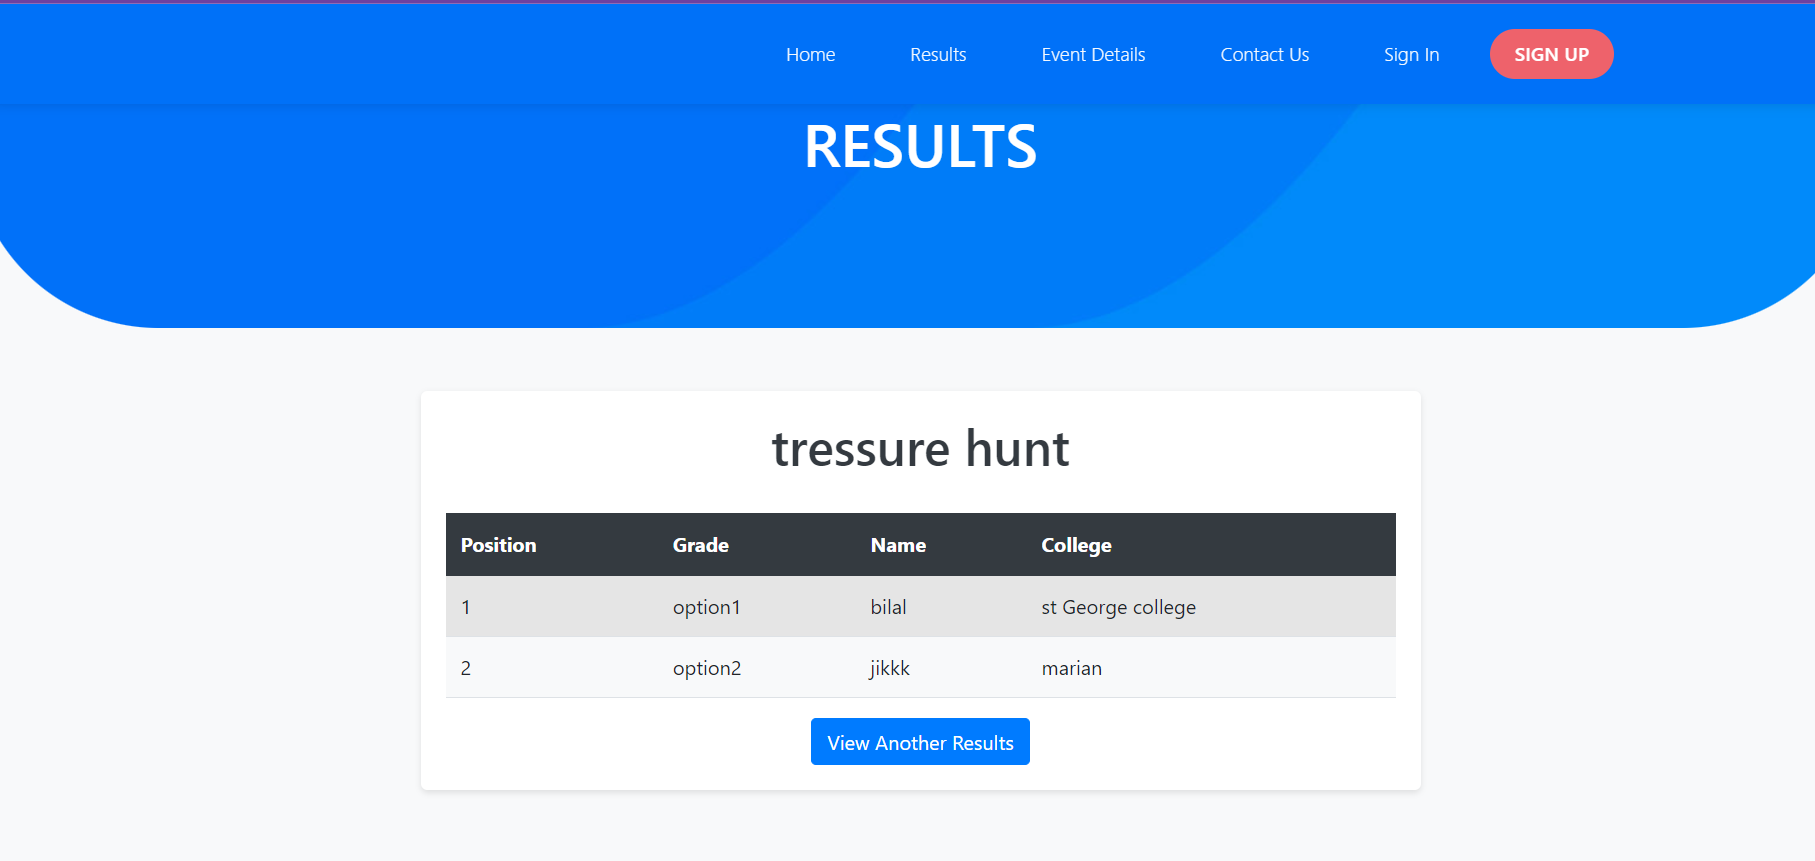 Home Results Event Details Contact Us Sign In SIGN UP
RESULTS
tressure hunt
Position Grade Name College
1 option1 bilal st George college
2 option2 jikkk marian
View Another Results